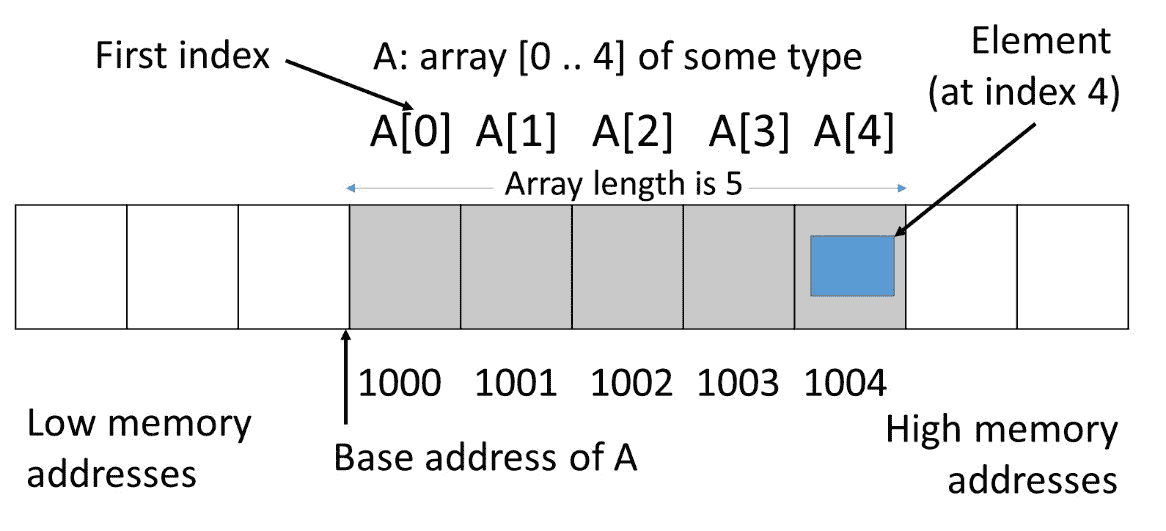 First index
A: array [0 .. 4] of some type
Element
(at index 4)
A[0] A[1] A[2] A[3] A[4]
Array length is 5
1000 1001 1002 1003 1004
Low memory
addresses
Base address of A
High memory
addresses